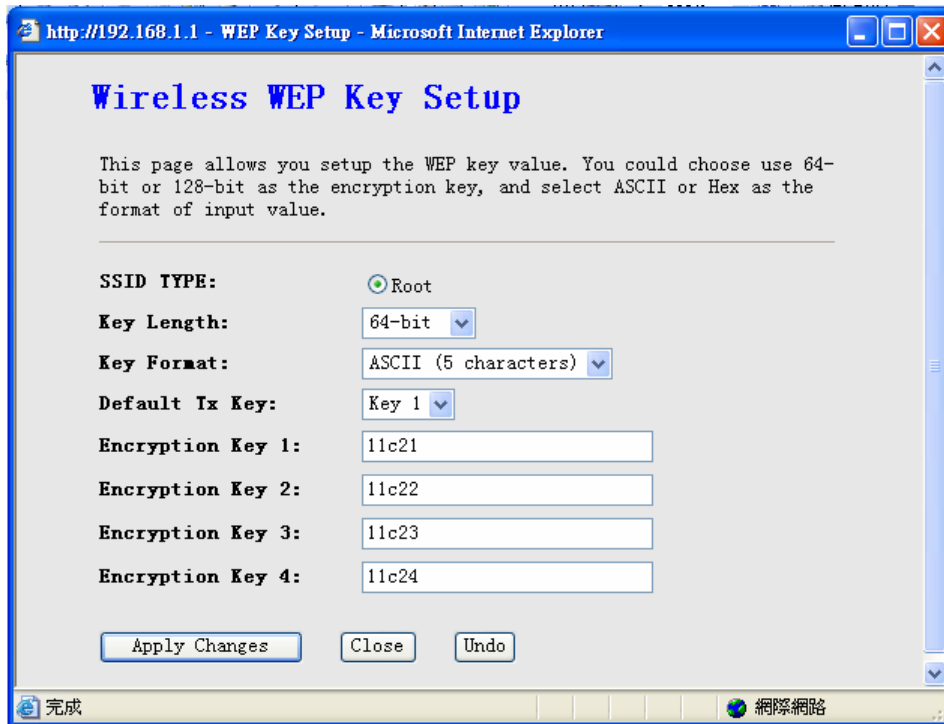 http://192.168.1.1 - WEP Key Setup - Microsoft Internet Explorer
Wireless WEP Key Setup
This page allows you setup the WEP key value. You could choose use 64-
bit or 128-bit as the encryption key, and select ASCII or Hex as the
format of input value.
SSID TYPE: Root
Key Length: 64-bit
Key Format: ASCII (5 characters)
Default Tx Key: Key 1
Encryption Key 1: 11c21
Encryption Key 2: 11c22
Encryption Key 3: 11c23
Encryption Key 4: 11c24
Apply Changes Close Undo
完成 網際網路